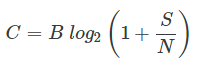 C = B log₂ (1 + S/N)